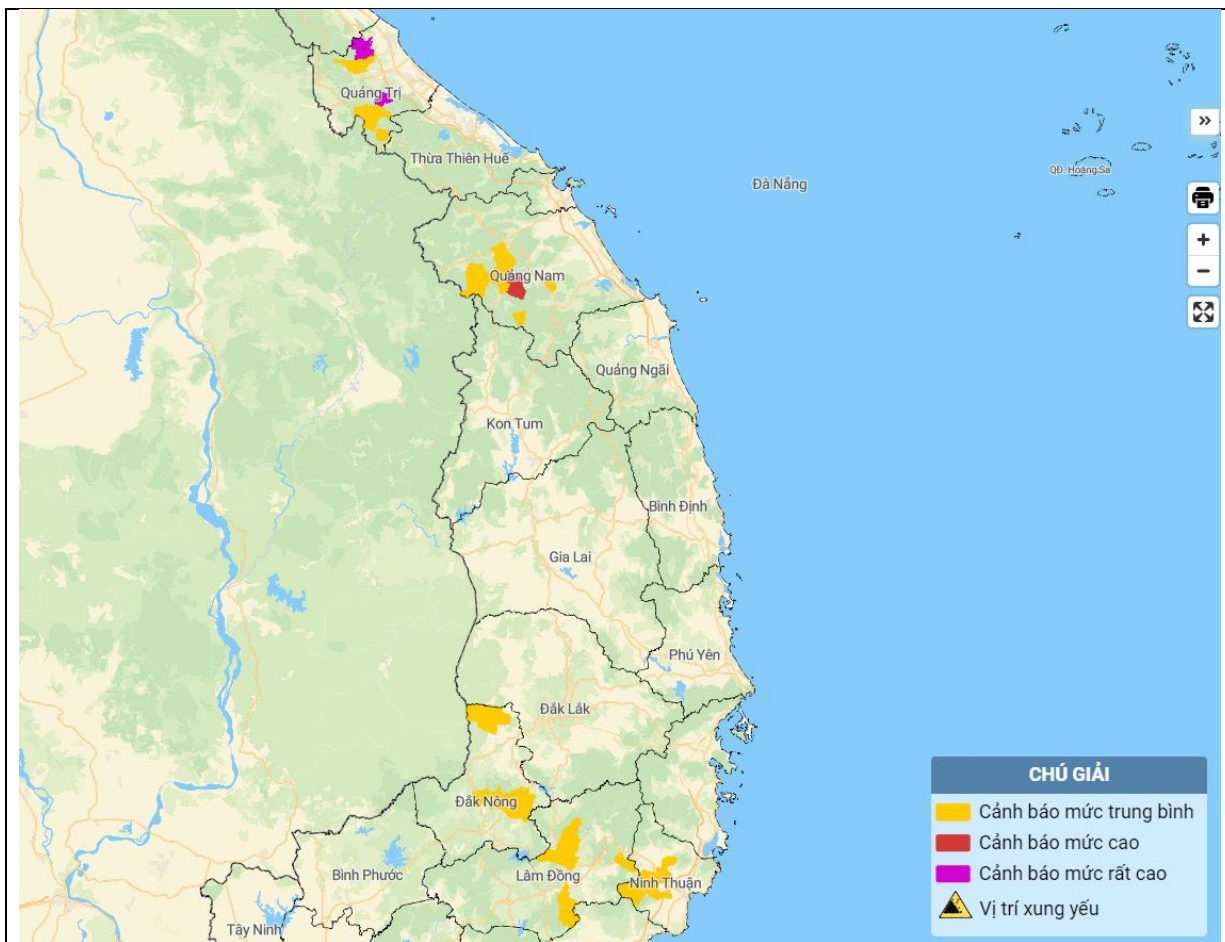 Quảng Trị
Thừa Thiên Huế
Đà Nẵng
QĐ. Hoàng Sa
»
+
−
Quảng Nam
Quảng Ngãi
Kon Tum
Bình Định
Gia Lai
Phú Yên
Đắk Lắk
Đắk Nông
Bình Phước
Lâm Đồng
Ninh Thuận
Tây Ninh
CHÚ GIẢI
Cảnh báo mức trung bình
Cảnh báo mức cao
Cảnh báo mức rất cao
Vị trí xung yếu